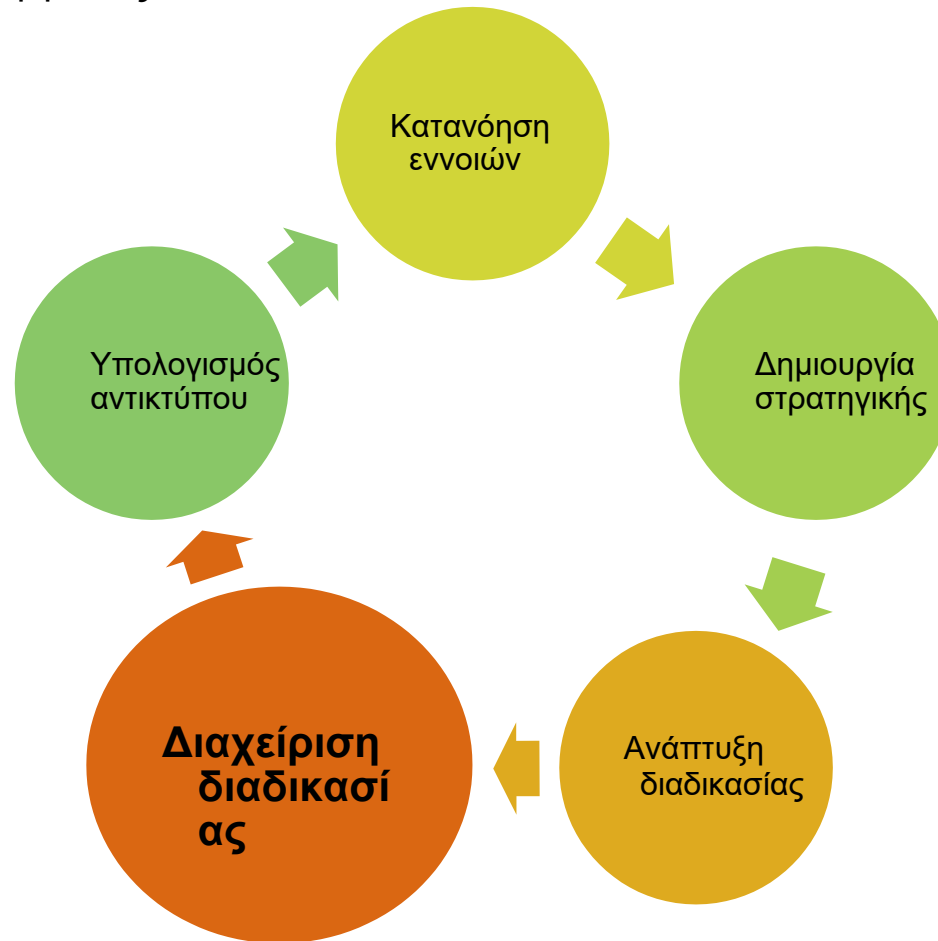 Κατανόηση
εννοιών
Δημιουργία
στρατηγικής
Ανάπτυξη
διαδικασίας
Διαχείριση
διαδικασί
ας
Υπολογισμός
αντικτύπου